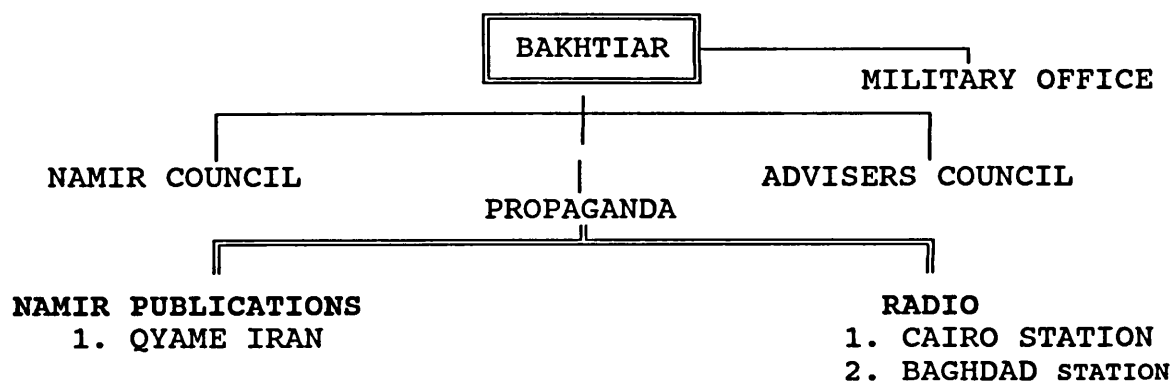 BAKHTIAR
MILITARY OFFICE
NAMIR COUNCIL
ADVISERS COUNCIL
PROPAGANDA
NAMIR PUBLICATIONS
1. QYAME IRAN
RADIO
1. CAIRO STATION
2. BAGHDAD STATION